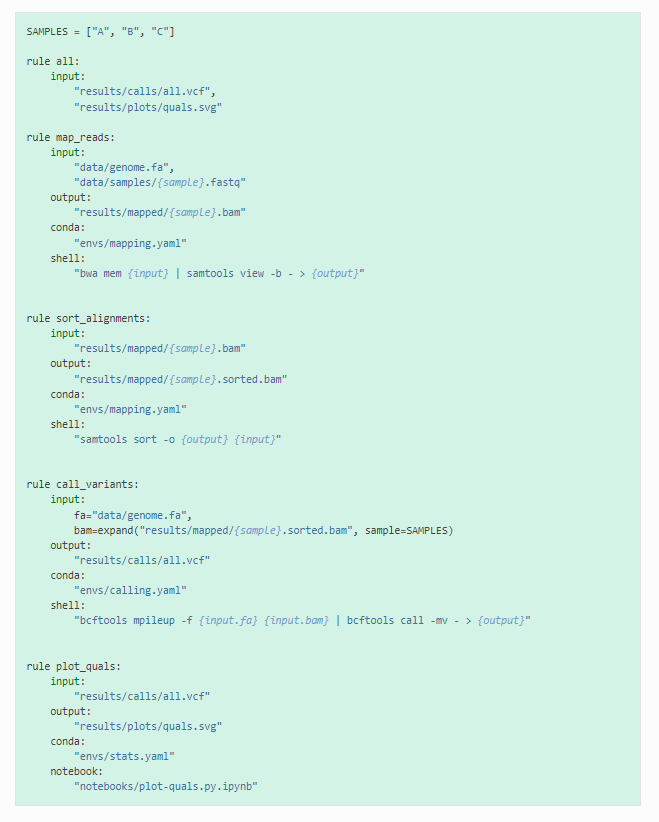 SAMPLES = ["A", "B", "C"]
rule all:
    input:
        "results/calls/all.vcf",
        "results/plots/quals.svg"
rule map_reads:
    input:
        "data/genome.fa",
        "data/samples/{sample}.fastq"
    output:
        "results/mapped/{sample}.bam"
    conda:
        "envs/mapping.yaml"
    shell:
        "bwa mem {input} | samtools view -b - > {output}"
rule sort_alignments:
    input:
        "results/mapped/{sample}.bam"
    output:
        "results/mapped/{sample}.sorted.bam"
    conda:
        "envs/mapping.yaml"
    shell:
        "samtools sort -o {output} {input}"
rule call_variants:
    input:
        fa="data/genome.fa",
        bam=expand("results/mapped/{sample}.sorted.bam", sample=SAMPLES)
    output:
        "results/calls/all.vcf"
    conda:
        "envs/calling.yaml"
    shell:
        "bcftools mpileup -f {input.fa} {input.bam} | bcftools call -mv - > {output}"
rule plot_quals:
    input:
        "results/calls/all.vcf"
    output:
        "results/plots/quals.svg"
    conda:
        "envs/stats.yaml"
    notebook:
        "notebooks/plot-quals.py.ipynb"